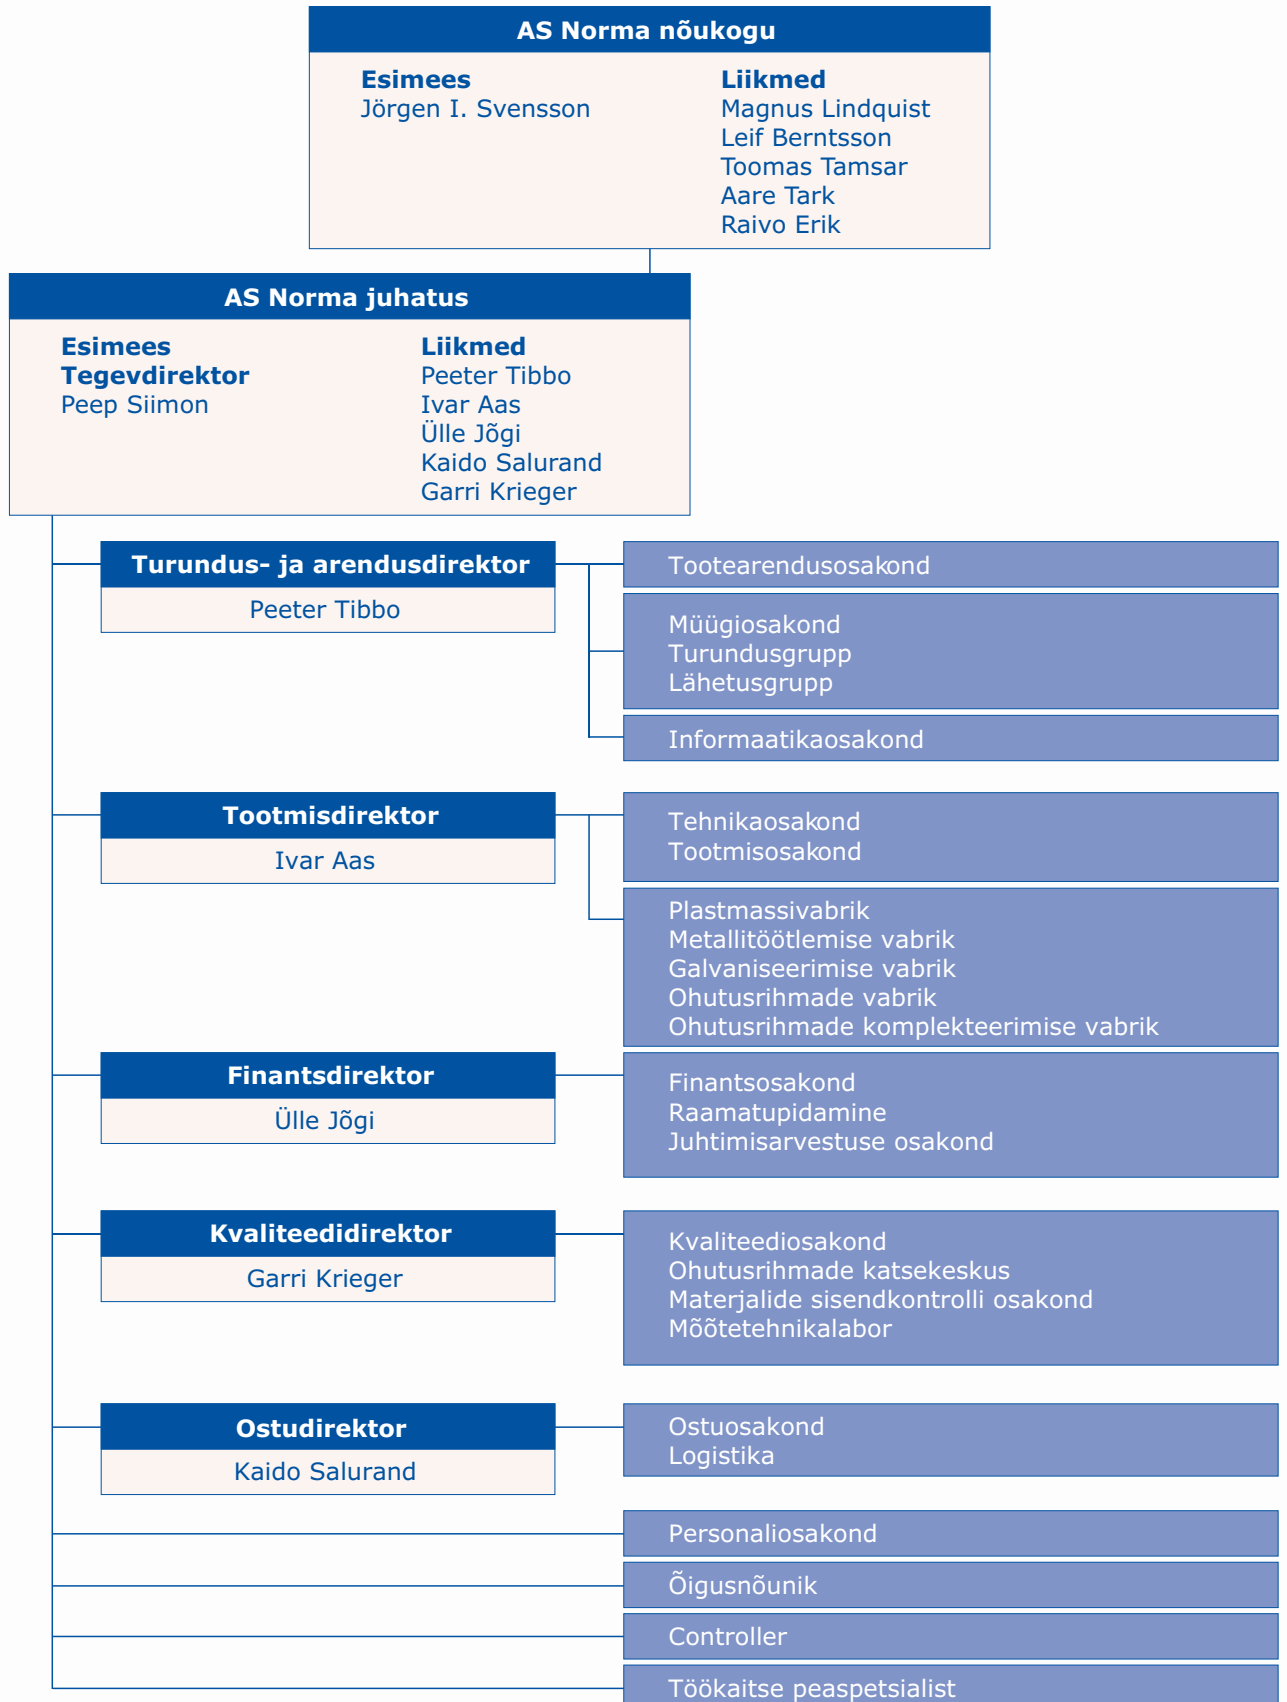 AS Norma nõukogu
Esimees
Jörgen I. Svensson
Liikmed
Magnus Lindquist
Leif Berntsson
Toomas Tamsar
Aare Tark
Raivo Erik
AS Norma juhatus
Esimees
Tegevdirektor
Peep Siimon
Liikmed
Peeter Tibbo
Ivar Aas
Ülle Jõgi
Kaido Salurand
Garri Krieger
Turundus- ja arendusdirektor
Peeter Tibbo
Tootearendusosakond
Müügiosakond
Turundusgrupp
Lähetusgrupp
Informaatikaosakond
Tootmisdirektor
Ivar Aas
Tehnikaosakond
Tootmisosakond
Plastmassivabrik
Metallitöötlemise vabrik
Galvaniseerimise vabrik
Ohutusrihmade vabrik
Ohutusrihmade komplekteerimise vabrik
Finantsdirektor
Ülle Jõgi
Finantsosakond
Raamatupidamine
Juhtimisarvestuse osakond
Kvaliteedidirektor
Garri Krieger
Kvaliteediosakond
Ohutusrihmade katsekeskus
Materjalide sisendkontrolli osakond
Mõõtetehnikalabor
Ostudirektor
Kaido Salurand
Ostuosakond
Logistika
Personaliosakond
Õigusnõunik
Controller
Töökaitse peaspetsialist